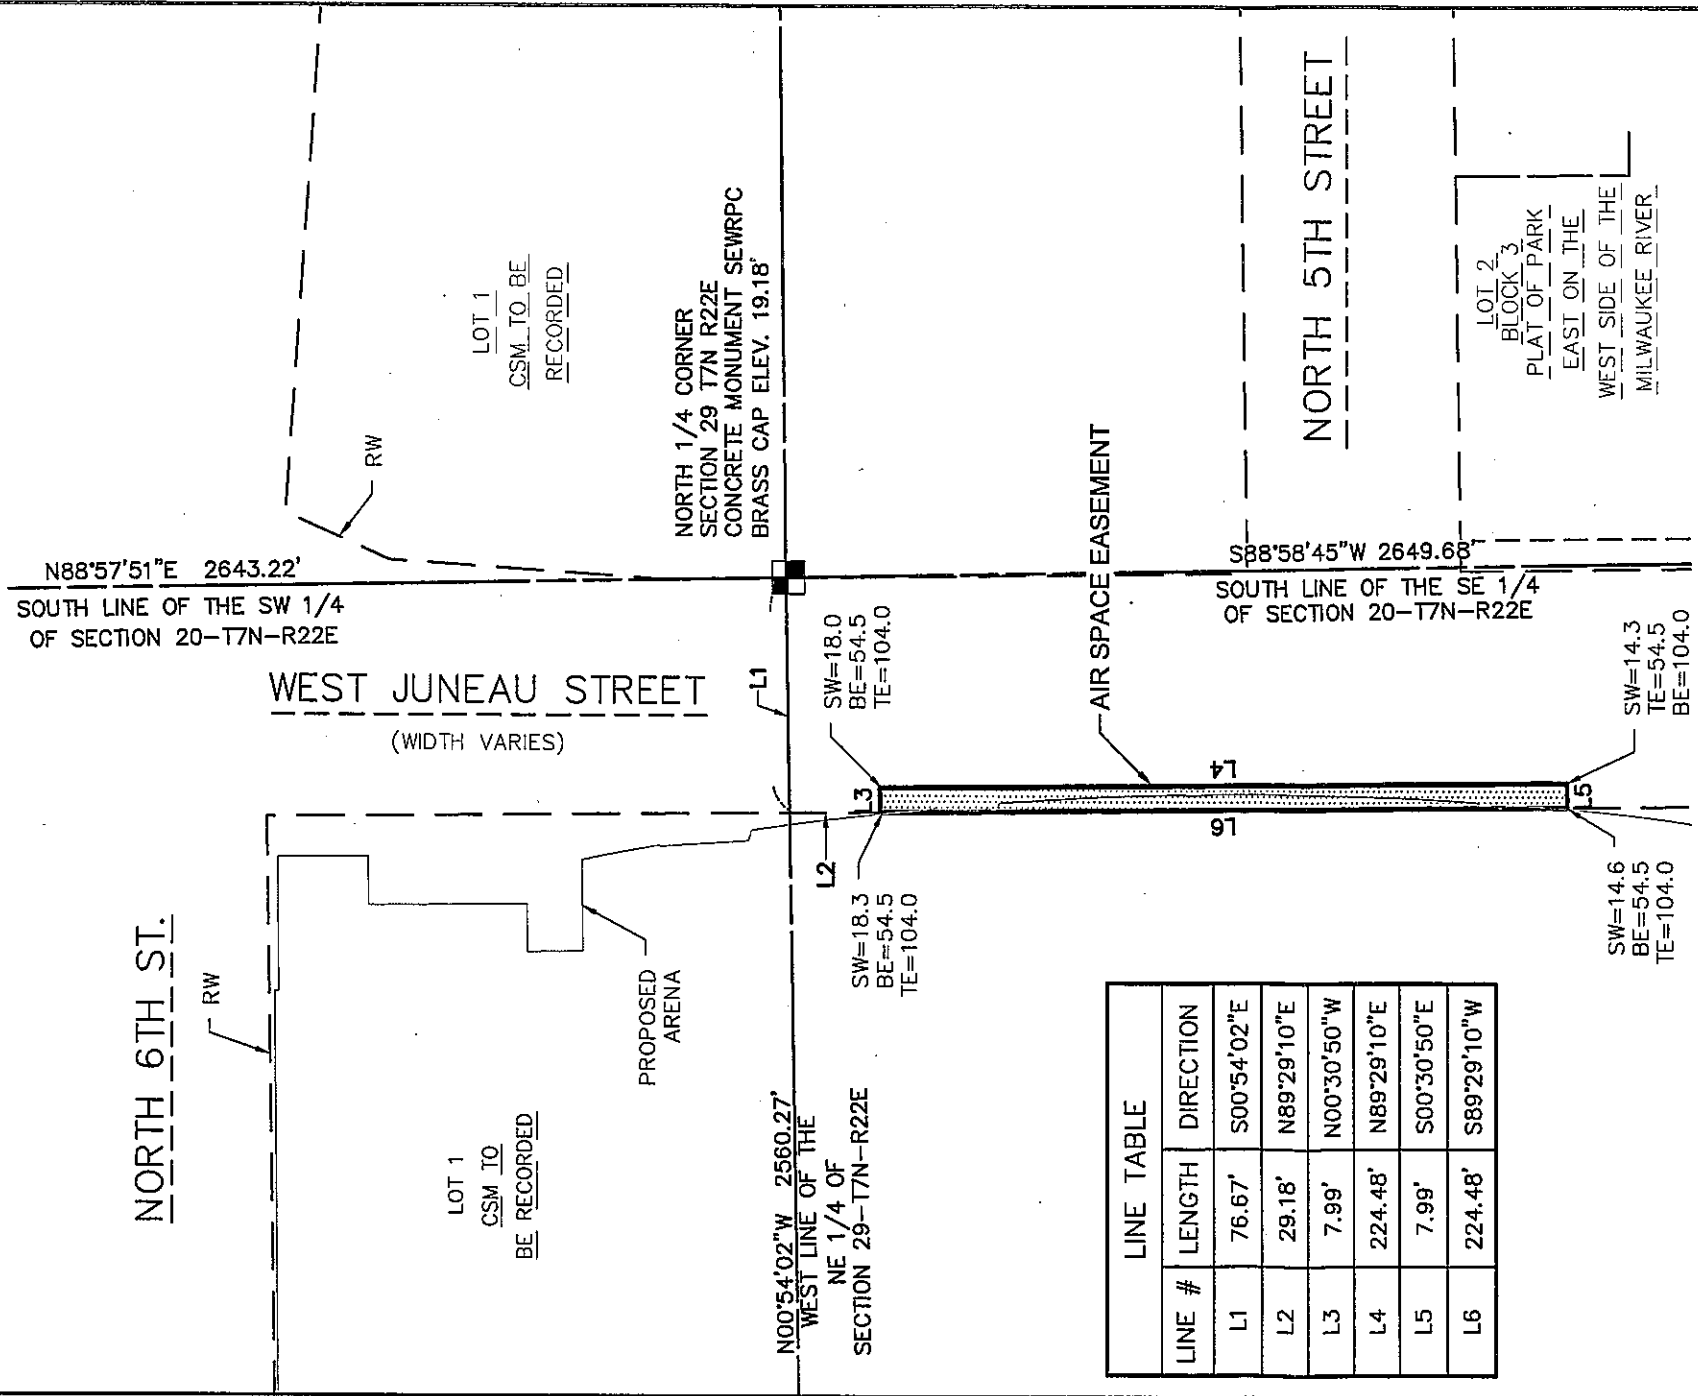 N88°57'51"E 2643.22'
SOUTH LINE OF THE SW 1/4
OF SECTION 20-T7N-R22E
WEST JUNEAU STREET
(WIDTH VARIES)
S88°58'45"W 2649.68'
SOUTH LINE OF THE SE 1/4
OF SECTION 20-T7N-R22E
RW
LOT 1
CSM TO BE
RECORDED
NORTH 1/4 CORNER
SECTION 29 T7N R22E
CONCRETE MONUMENT SEWRPC
BRASS CAP ELEV. 19.18'
NORTH 5TH STREET
LOT 2
BLOCK 3
PLAT OF PARK
EAST ON THE
WEST SIDE OF THE
MILWAUKEE RIVER
L1
SW=18.0
BE=54.5
TE=104.0
AIR SPACE EASEMENT
SW=14.3
TE=54.5
BE=104.0
L3
L4
L5
L6
L2
SW=18.3
BE=54.5
TE=104.0
SW=14.6
BE=54.5
TE=104.0
NORTH 6TH ST.
RW
PROPOSED
ARENA
LOT 1
CSM TO
BE RECORDED
N00°54'02"W 2560.27'
WEST LINE OF THE
NE 1/4 OF
SECTION 29-T7N-R22E
LINE TABLE
LINE # LENGTH DIRECTION
L1 76.67' S00°54'02"E
L2 29.18' N89°29'10"E
L3 7.99' N00°30'50"W
L4 224.48' N89°29'10"E
L5 7.99' S00°30'50"E
L6 224.48' S89°29'10"W